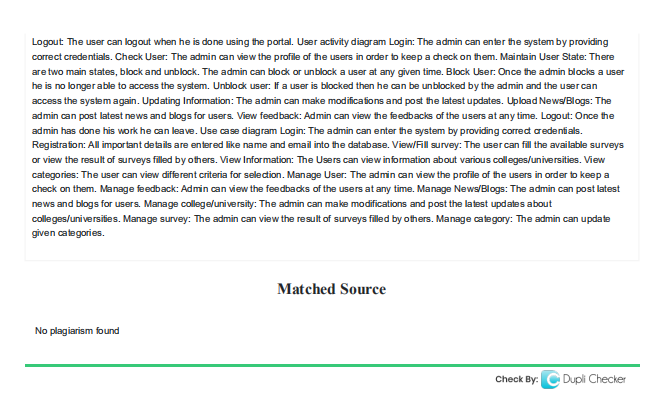 Logout: The user can logout when he is done using the portal. User activity diagram Login: The admin can enter the system by providing
correct credentials. Check User: The admin can view the profile of the users in order to keep a check on them. Maintain User State: There
are two main states, block and unblock. The admin can block or unblock a user at any given time. Block User: Once the admin blocks a user
he is no longer able to access the system. Unblock user: If a user is blocked then he can be unblocked by the admin and the user can
access the system again. Updating Information: The admin can make modifications and post the latest updates. Upload News/Blogs: The
admin can post latest news and blogs for users. View feedback: Admin can view the feedbacks of the users at any time. Logout: Once the
admin has done his work he can leave. Use case diagram Login: The admin can enter the system by providing correct credentials.
Registration: All important details are entered like name and email into the database. View/Fill survey: The user can fill the available surveys
or view the result of surveys filled by others. View Information: The Users can view information about various colleges/universities. View
categories: The user can view different criteria for selection. Manage User: The admin can view the profile of the users in order to keep a
check on them. Manage feedback: Admin can view the feedbacks of the users at any time. Manage News/Blogs: The admin can post latest
news and blogs for users. Manage college/university: The admin can make modifications and post the latest updates about
colleges/universities. Manage survey: The admin can view the result of surveys filled by others. Manage category: The admin can update
given categories.
Matched Source
No plagiarism found
Check By: Dupli Checker